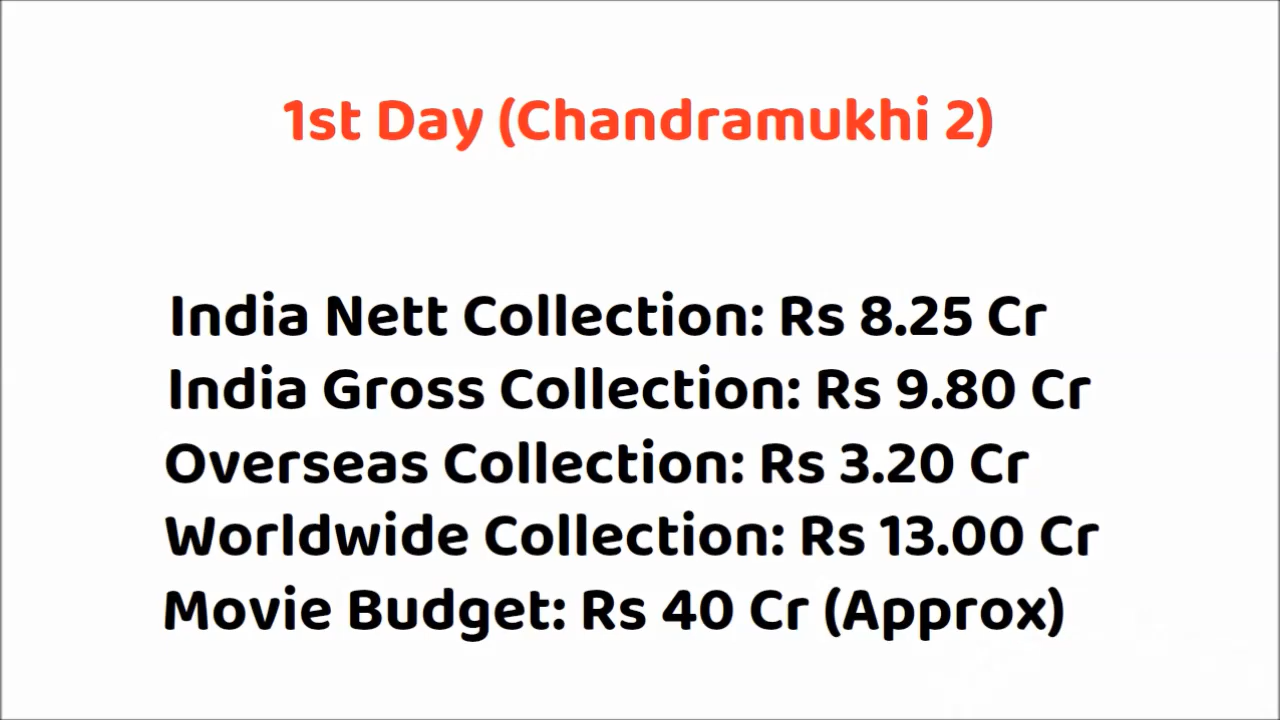 1st Day (Chandramukhi 2)
India Nett Collection: Rs 8.25 Cr
India Gross Collection: Rs 9.80 Cr
Overseas Collection: Rs 3.20 Cr
Worldwide Collection: Rs 13.00 Cr
Movie Budget: Rs 40 Cr (Approx)